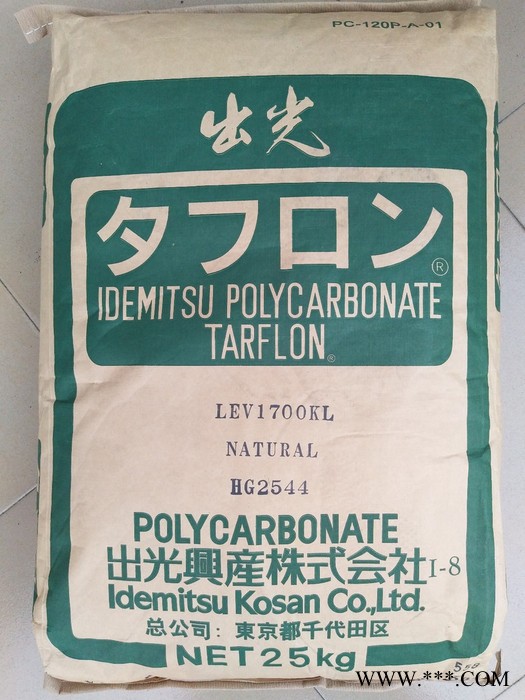 PC-120P-A-01
出光
タフロン®
IDEMITSU POLYCARBONATE
TARFLON®
LEV1700KL
NATURAL
HG2544
POLYCARBONATE
出光興産株式会社 I-8
Idemitsu Kosan Co.,Ltd.
总公司: 東京都千代田区
NET 25kg
WWW.***.COM